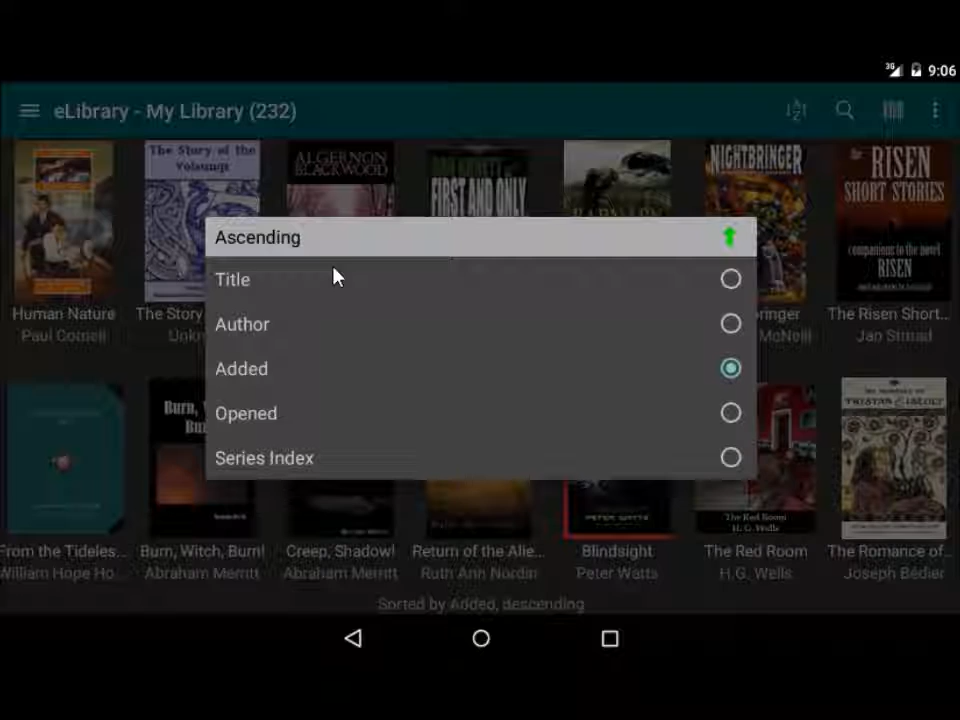 3G 9:06
eLibrary - My Library (232)
The Story of the
Volsungs
ALGERNON
BLACKWOOD
FIRST AND ONLY
NIGHTBRINGER
the RISEN
SHORT STORIES
companion to the novel
RISEN
Ascending
Title
Author
Added
Opened
Series Index
Human Nature
The Story
The Risen Short...
Paul Cornell
McNeill
Jan Strnad
Burn,
TRISTAN & ISEULT
PETER WATTS
The Red Room
H. G. Wells
From the Tideles... Burn, Witch, Burn! Creep, Shadow! Return of the Alie... Blindsight The Red Room The Romance of...
William Hope Ho... Abraham Merritt Abraham Merritt Ruth Ann Nordin Peter Watts H.G. Wells Joseph Bédier
Sorted by Added, descending